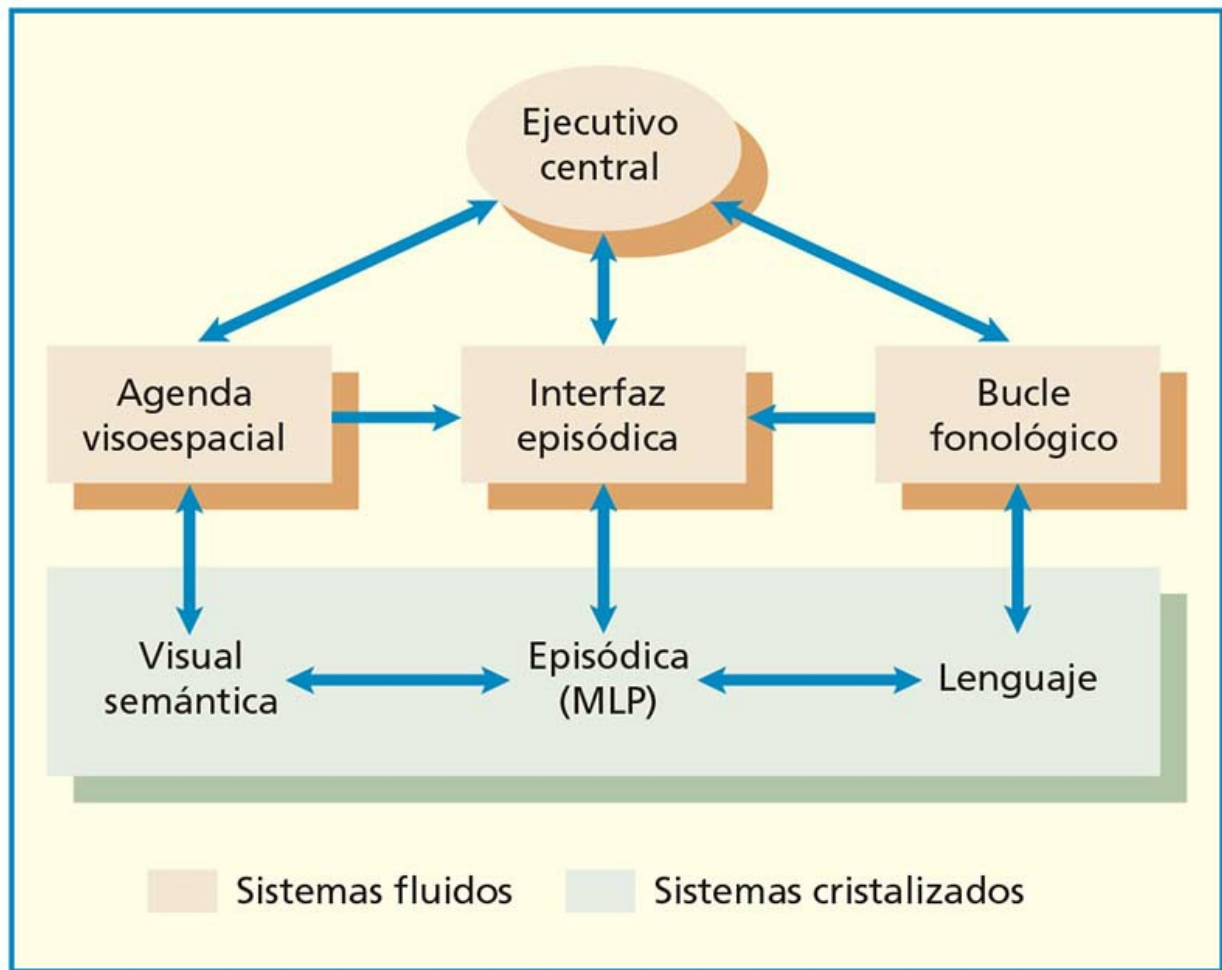 Ejecutivo
central
Agenda
visoespacial
Interfaz
episódica
Bucle
fonológico
Visual
semántica
Episódica
(MLP)
Lenguaje
Sistemas fluidos
Sistemas cristalizados